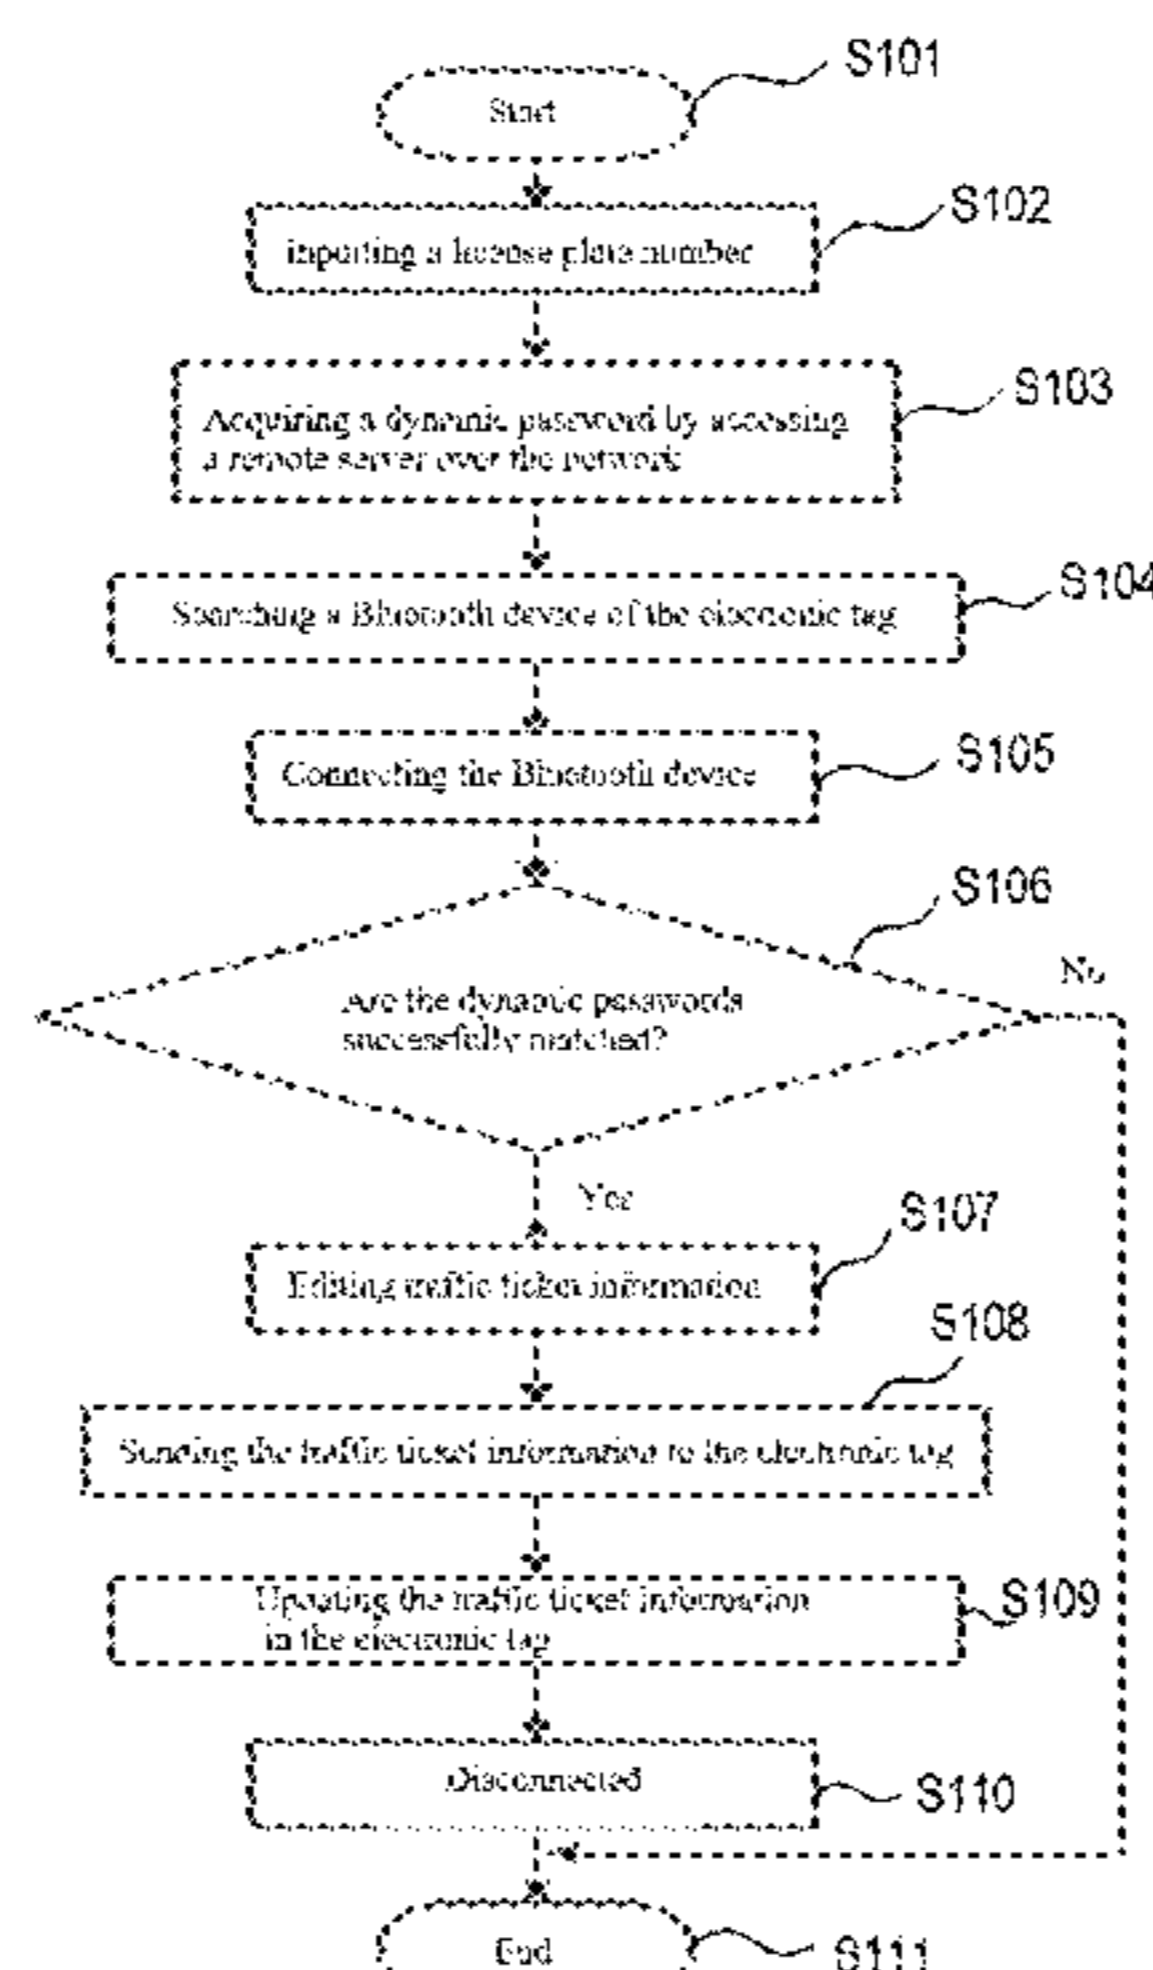 S101
Start
S102
inputting a license plate number
S103
Acquiring a dynamic password by accessing
a remote server over the network
S104
Searching a Bluetooth device of the electronic tag
S105
Connecting the Bluetooth device
S106
No
Are the dynamic passwords
successfully matched?
Yes
S107
Editing traffic ticket information
S108
Sending the traffic ticket information to the electronic tag
Updating the traffic ticket information
S109
in the electronic tag
Disconnected
S110
End
S111